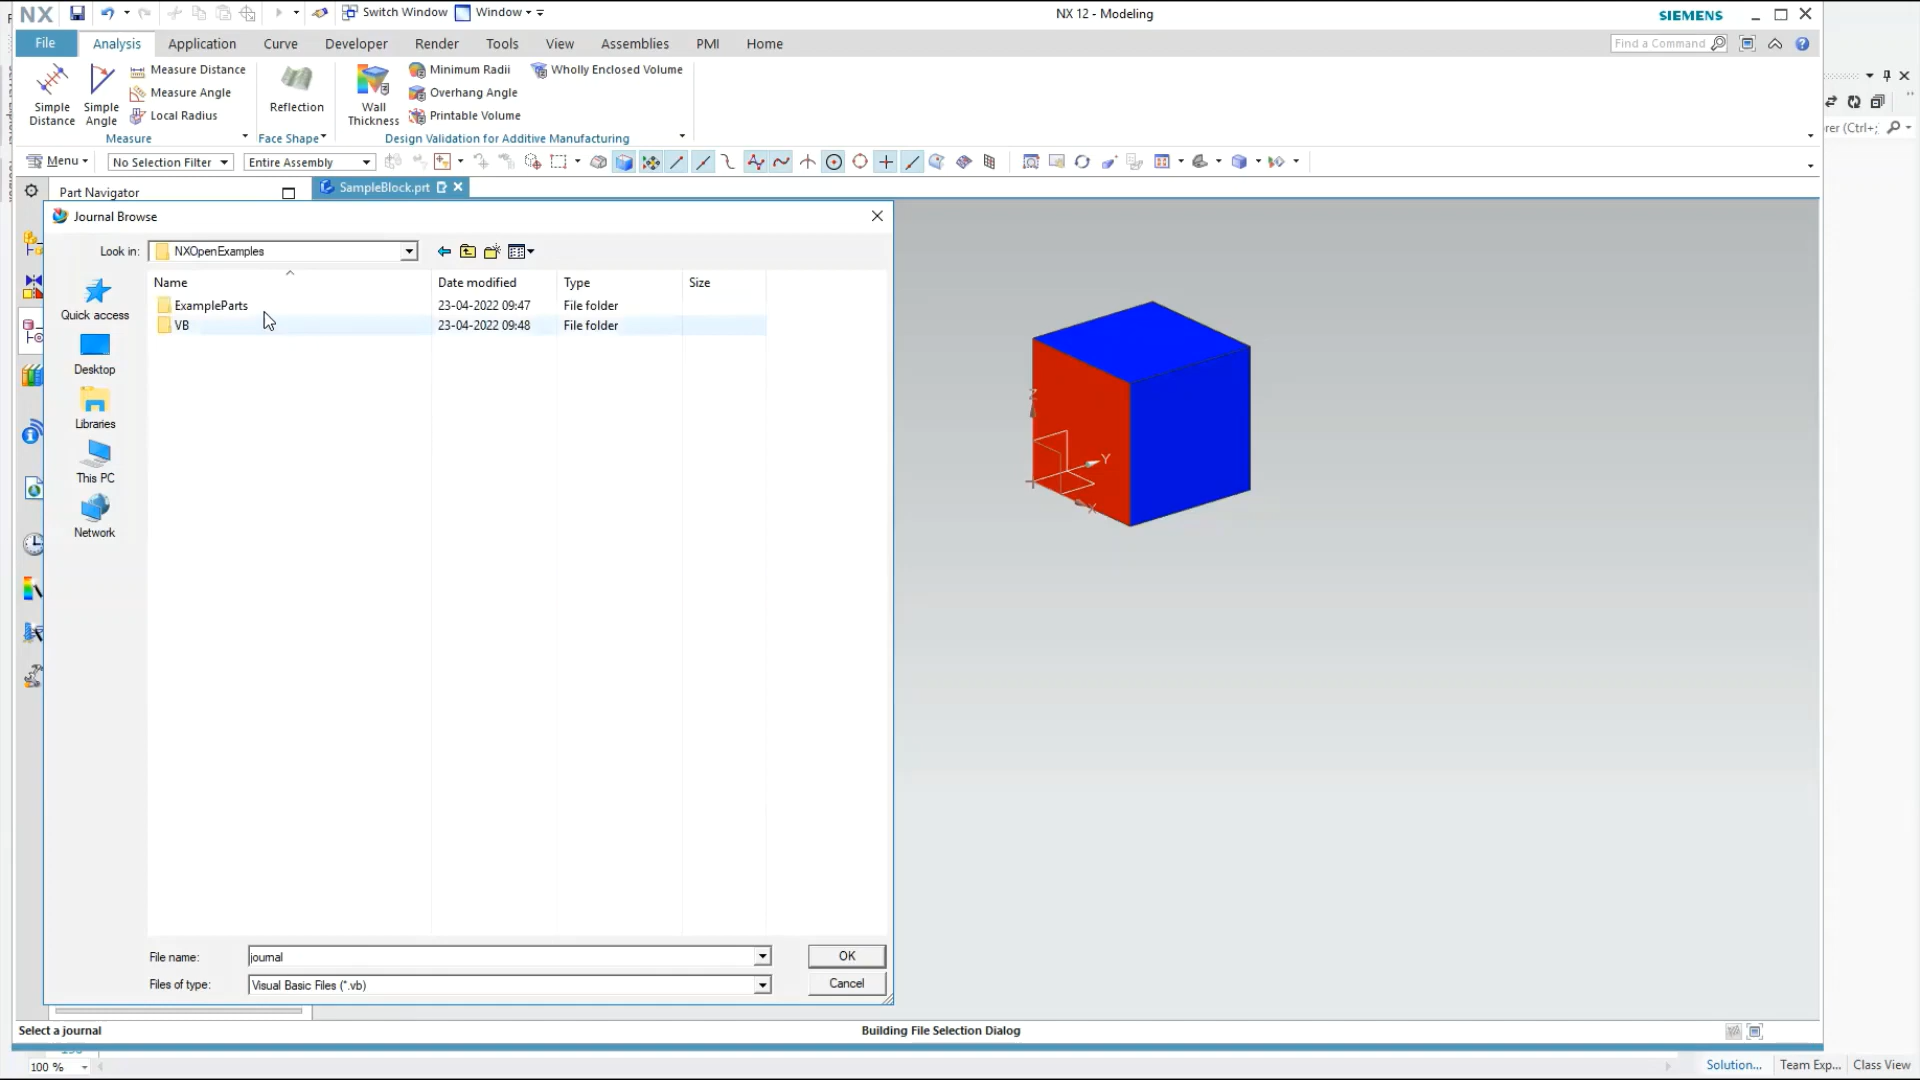 NX
Switch Window
Window
NX 12 - Modeling
SIEMENS
File
Analysis
Application
Curve
Developer
Render
Tools
View
Assemblies
PMI
Home
Find a Command
Simple Distance
Simple Angle
Measure Distance
Measure Angle
Local Radius
Measure
Reflection
Face Shape
Wall Thickness
Minimum Radii
Overhang Angle
Printable Volume
Wholly Enclosed Volume
Design Validation for Additive Manufacturing
rer (Ctrl+;
Menu
No Selection Filter
Entire Assembly
Part Navigator
SampleBlock.prt
Journal Browse
Look in:
NXOpenExamples
Name
Date modified
Type
Size
ExampleParts
23-04-2022 09:47
File folder
VB
23-04-2022 09:48
File folder
Quick access
Desktop
Libraries
This PC
Network
Z
Y
X
File name:
journal
OK
Files of type:
Visual Basic Files (*.vb)
Cancel
Select a journal
Building File Selection Dialog
100 %
Solution...
Team Exp...
Class View